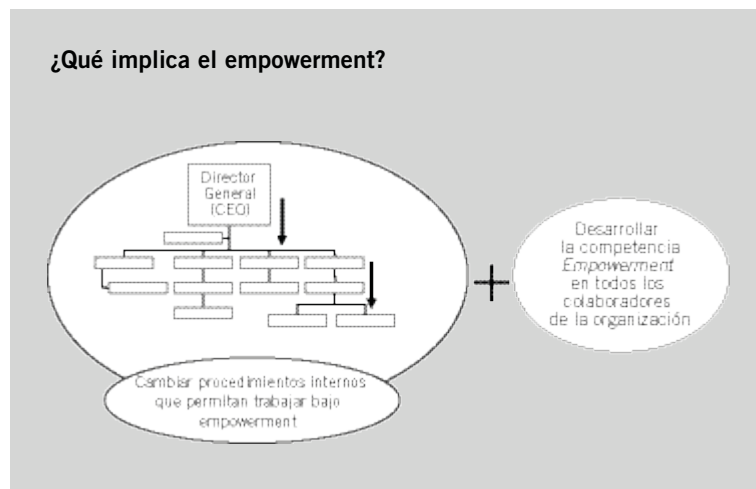 ¿Qué implica el empowerment?
Director
General
(CEO)
Desarrollar
la competencia
Empowerment
en todos los
colaboradores
de la organización
Cambiar procedimientos internos
que permitan trabajar bajo
empowerment